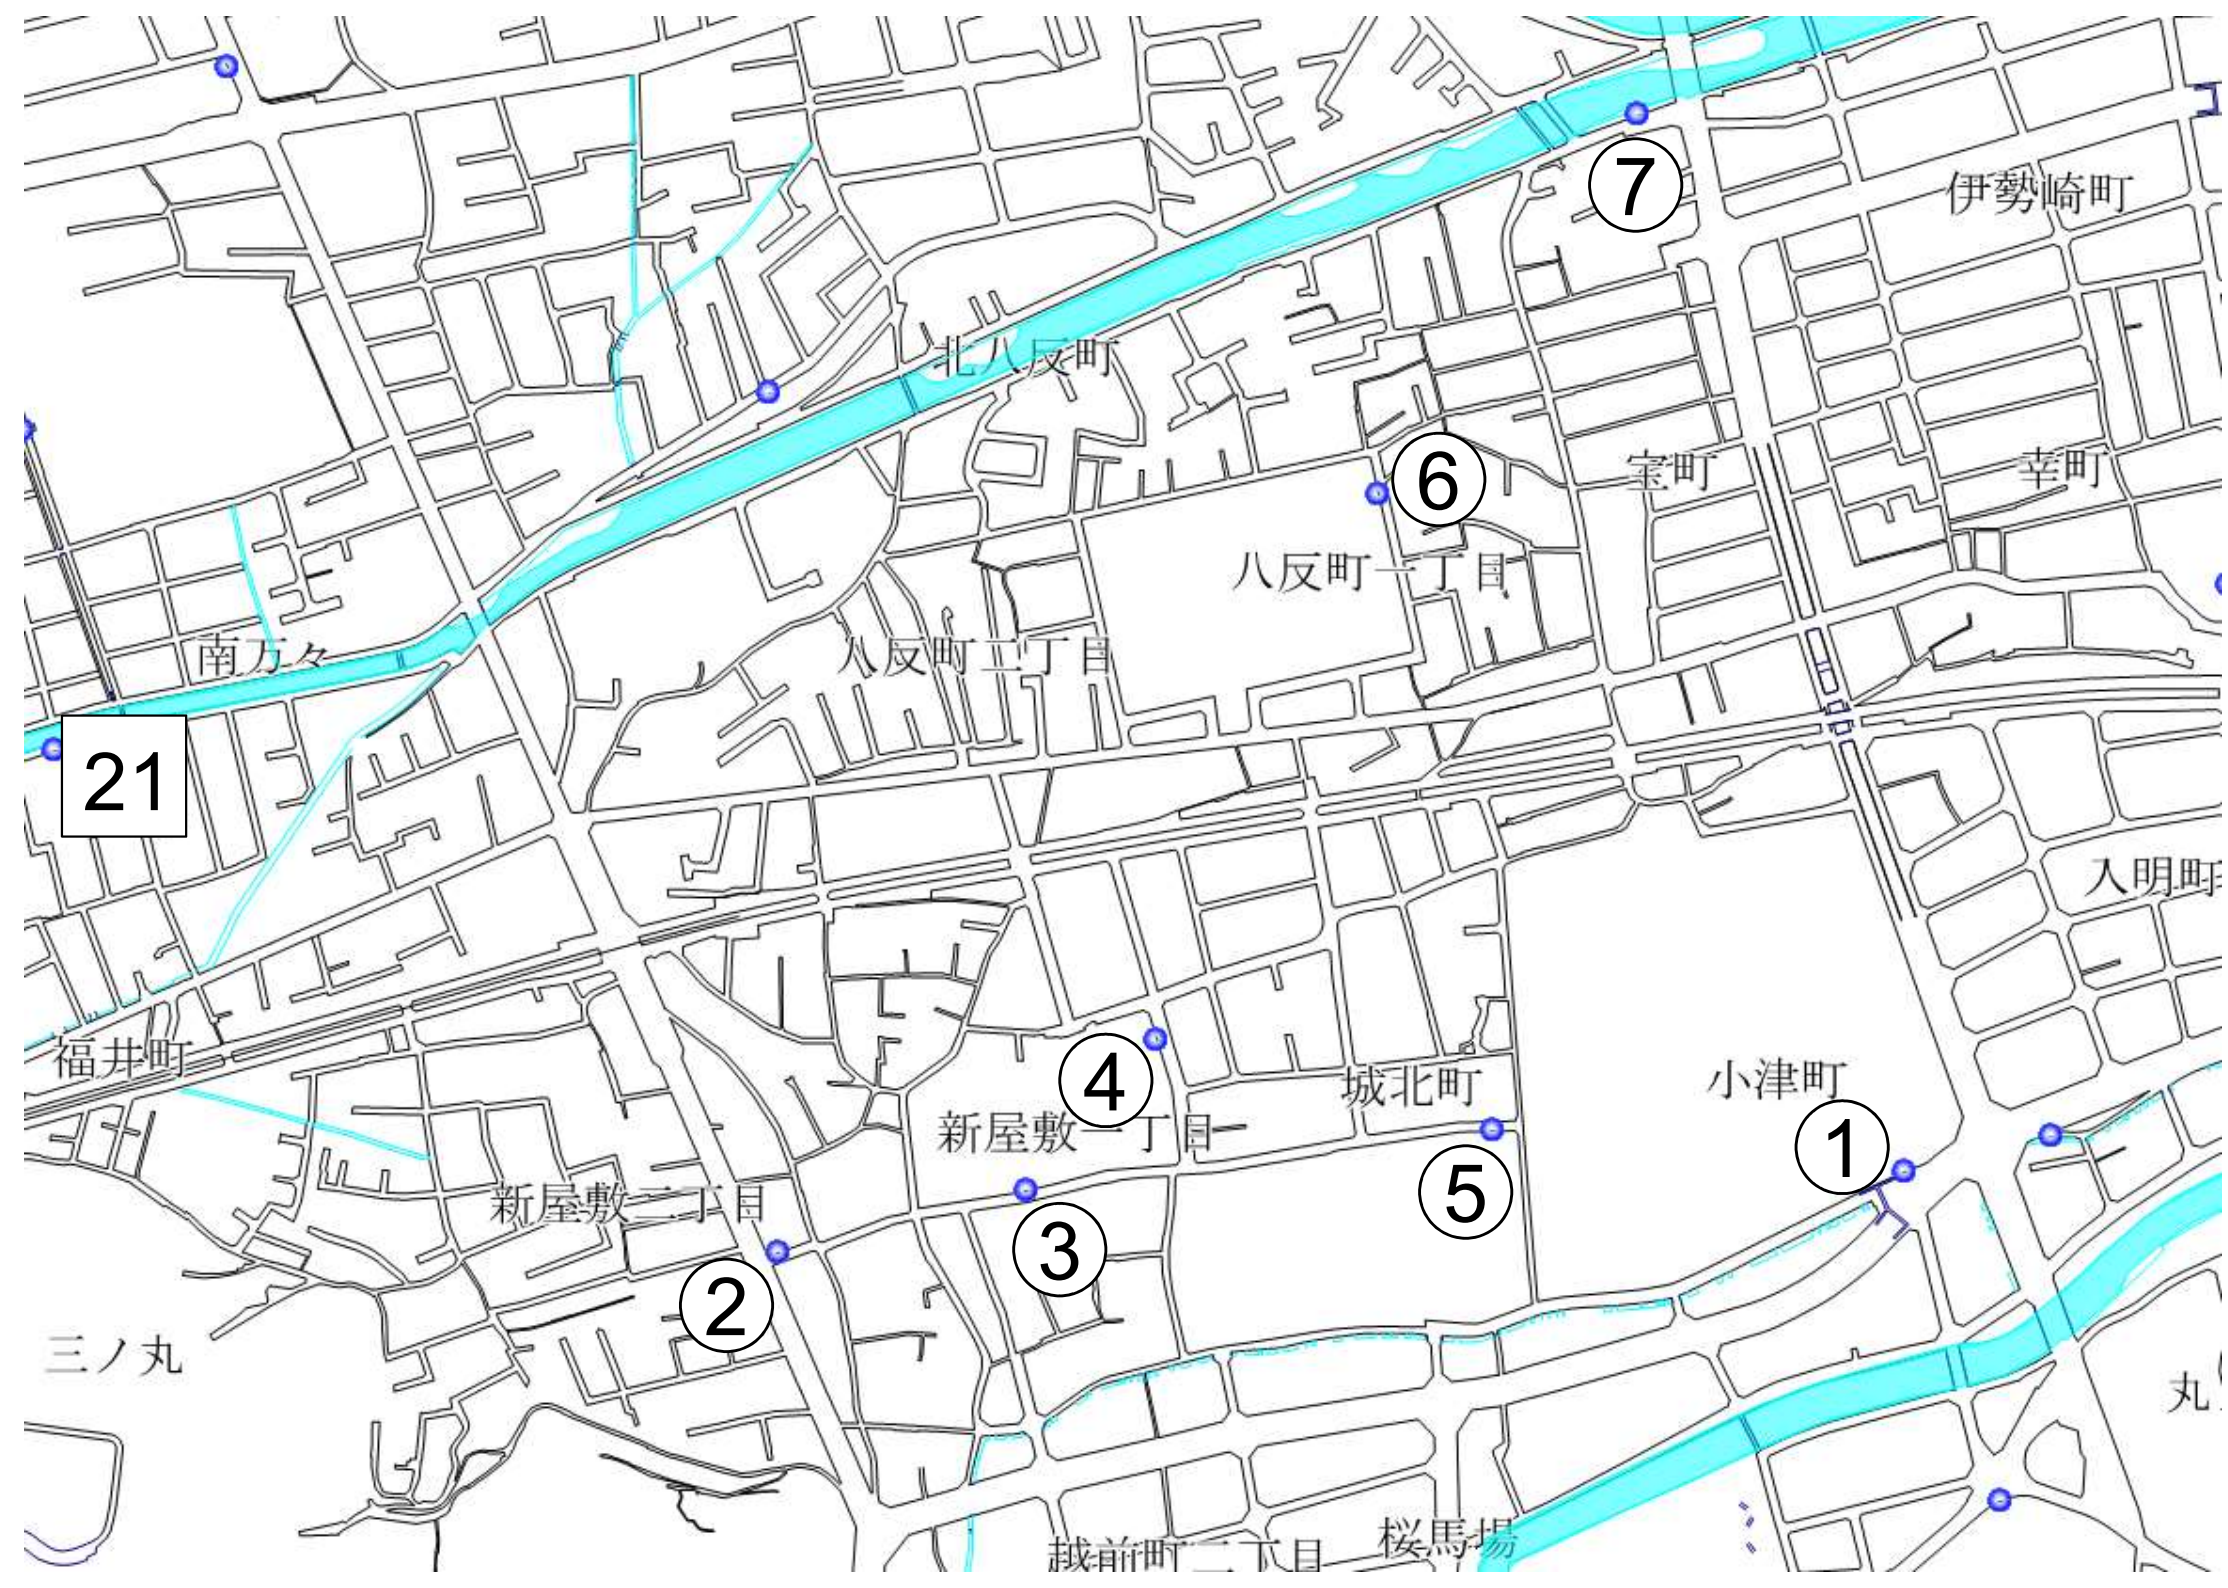 ⑦
伊勢崎町
北八反町
⑥
宝町
幸町
八反町一丁目
南万々
八反町二丁目
21
入明町
福井町
④
城北町
小津町
新屋敷一丁目
①
⑤
新屋敷二丁目
③
②
三ノ丸
丸
越前町二丁目
桜馬場